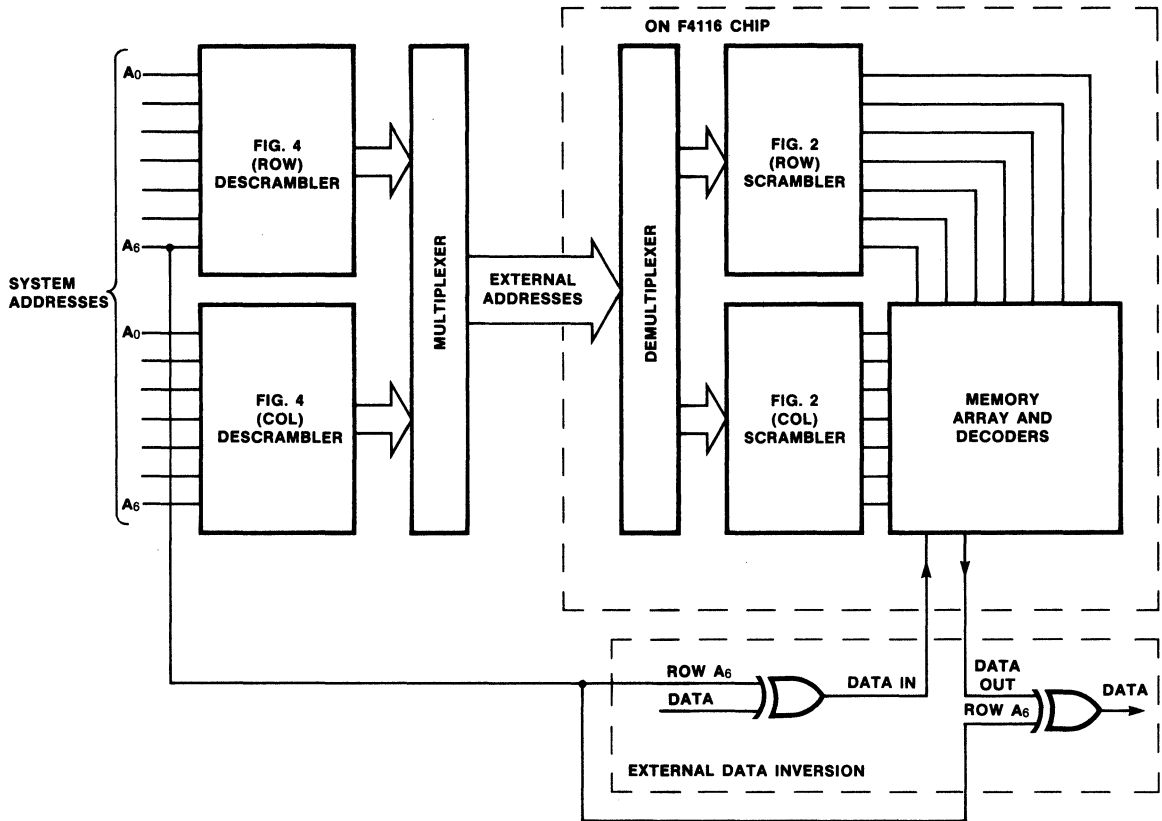 ON F4116 CHIP
A0
FIG. 4
(ROW)
DESCRAMBLER
A6
SYSTEM
ADDRESSES
A0
FIG. 4
(COL)
DESCRAMBLER
A6
MULTIPLEXER
EXTERNAL
ADDRESSES
DEMULTIPLEXER
FIG. 2
(ROW)
SCRAMBLER
FIG. 2
(COL)
SCRAMBLER
MEMORY
ARRAY AND
DECODERS
ROW A6
DATA
DATA IN
DATA
OUT
ROW A6
DATA
EXTERNAL DATA INVERSION